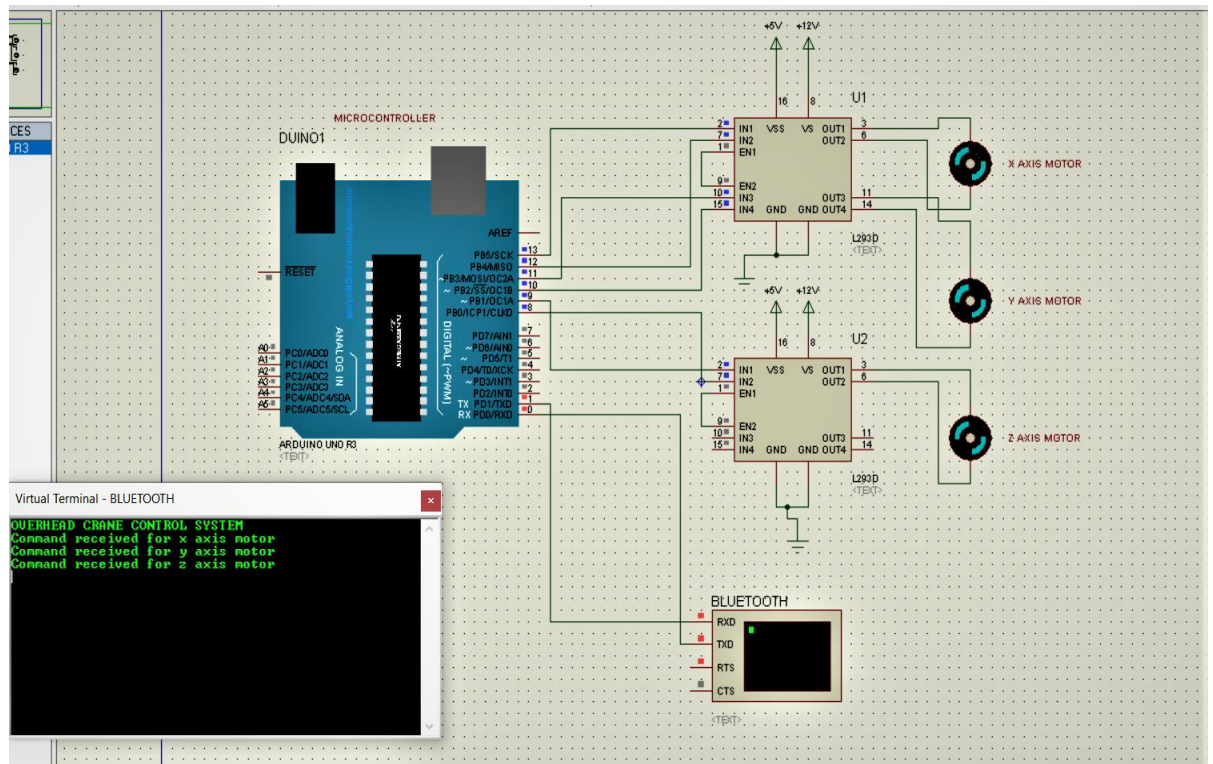 CES
R3
MICROCONTROLLER
DUINO1
RESET
AREF
PB5/SCK 13
PB4/MISO 12
~PB3/MOSI/OC2A 11
~ PB2/SS/OC1B 10
~ PB1/OC1A 9
PB0/ICP1/CLKO 8
PD7/AIN1 7
~PD6/AIN0 6
~ PD5/T1 5
PD4/T0/XCK 4
~PD3/INT1 3
PD2/INT0 2
TX PD1/TXD 1
RX PD0/RXD 0
DIGITAL (~PWM)
ANALOG IN
A0 PC0/ADC0
A1 PC1/ADC1
A2 PC2/ADC2
A3 PC3/ADC3
A4 PC4/ADC4/SDA
A5 PC5/ADC5/SCL
ARDUINO UNO R3
<TEXT>
+5V +12V
16 8
U1
2 IN1 VSS VS OUT1 3
7 IN2 OUT2 6
1 EN1
9 EN2
10 IN3 OUT3 11
15 IN4 GND GND OUT4 14
L293D
<TEXT>
X AXIS MOTOR
Y AXIS MOTOR
+5V +12V
16 8
U2
2 IN1 VSS VS OUT1 3
7 IN2 OUT2 6
1 EN1
9 EN2
10 IN3 OUT3 11
15 IN4 GND GND OUT4 14
L293D
<TEXT>
Z AXIS MOTOR
BLUETOOTH
RXD
TXD
RTS
CTS
<TEXT>
Virtual Terminal - BLUETOOTH
OVERHEAD CRANE CONTROL SYSTEM
Command received for x axis motor
Command received for y axis motor
Command received for z axis motor